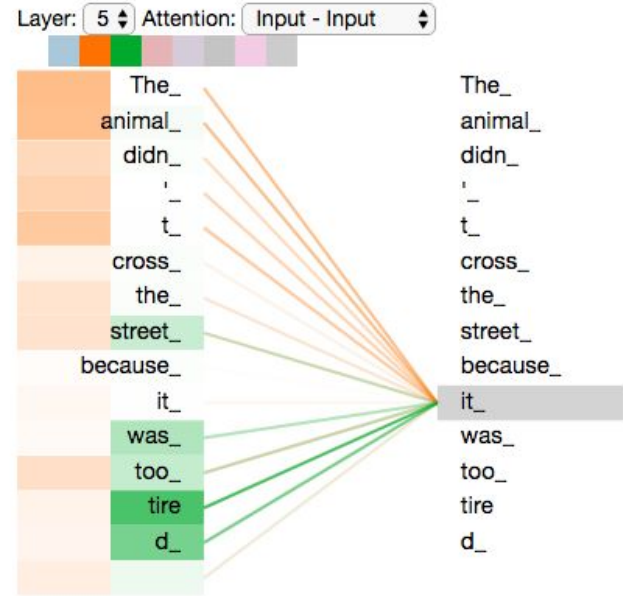 Layer: 5 Attention: Input - Input
The_ The_
animal_ animal_
didn_ didn_
'_ '_
t_ t_
cross_ cross_
the_ the_
street_ street_
because_ because_
it_ it_
was_ was_
too_ too_
tire tire
d_ d_